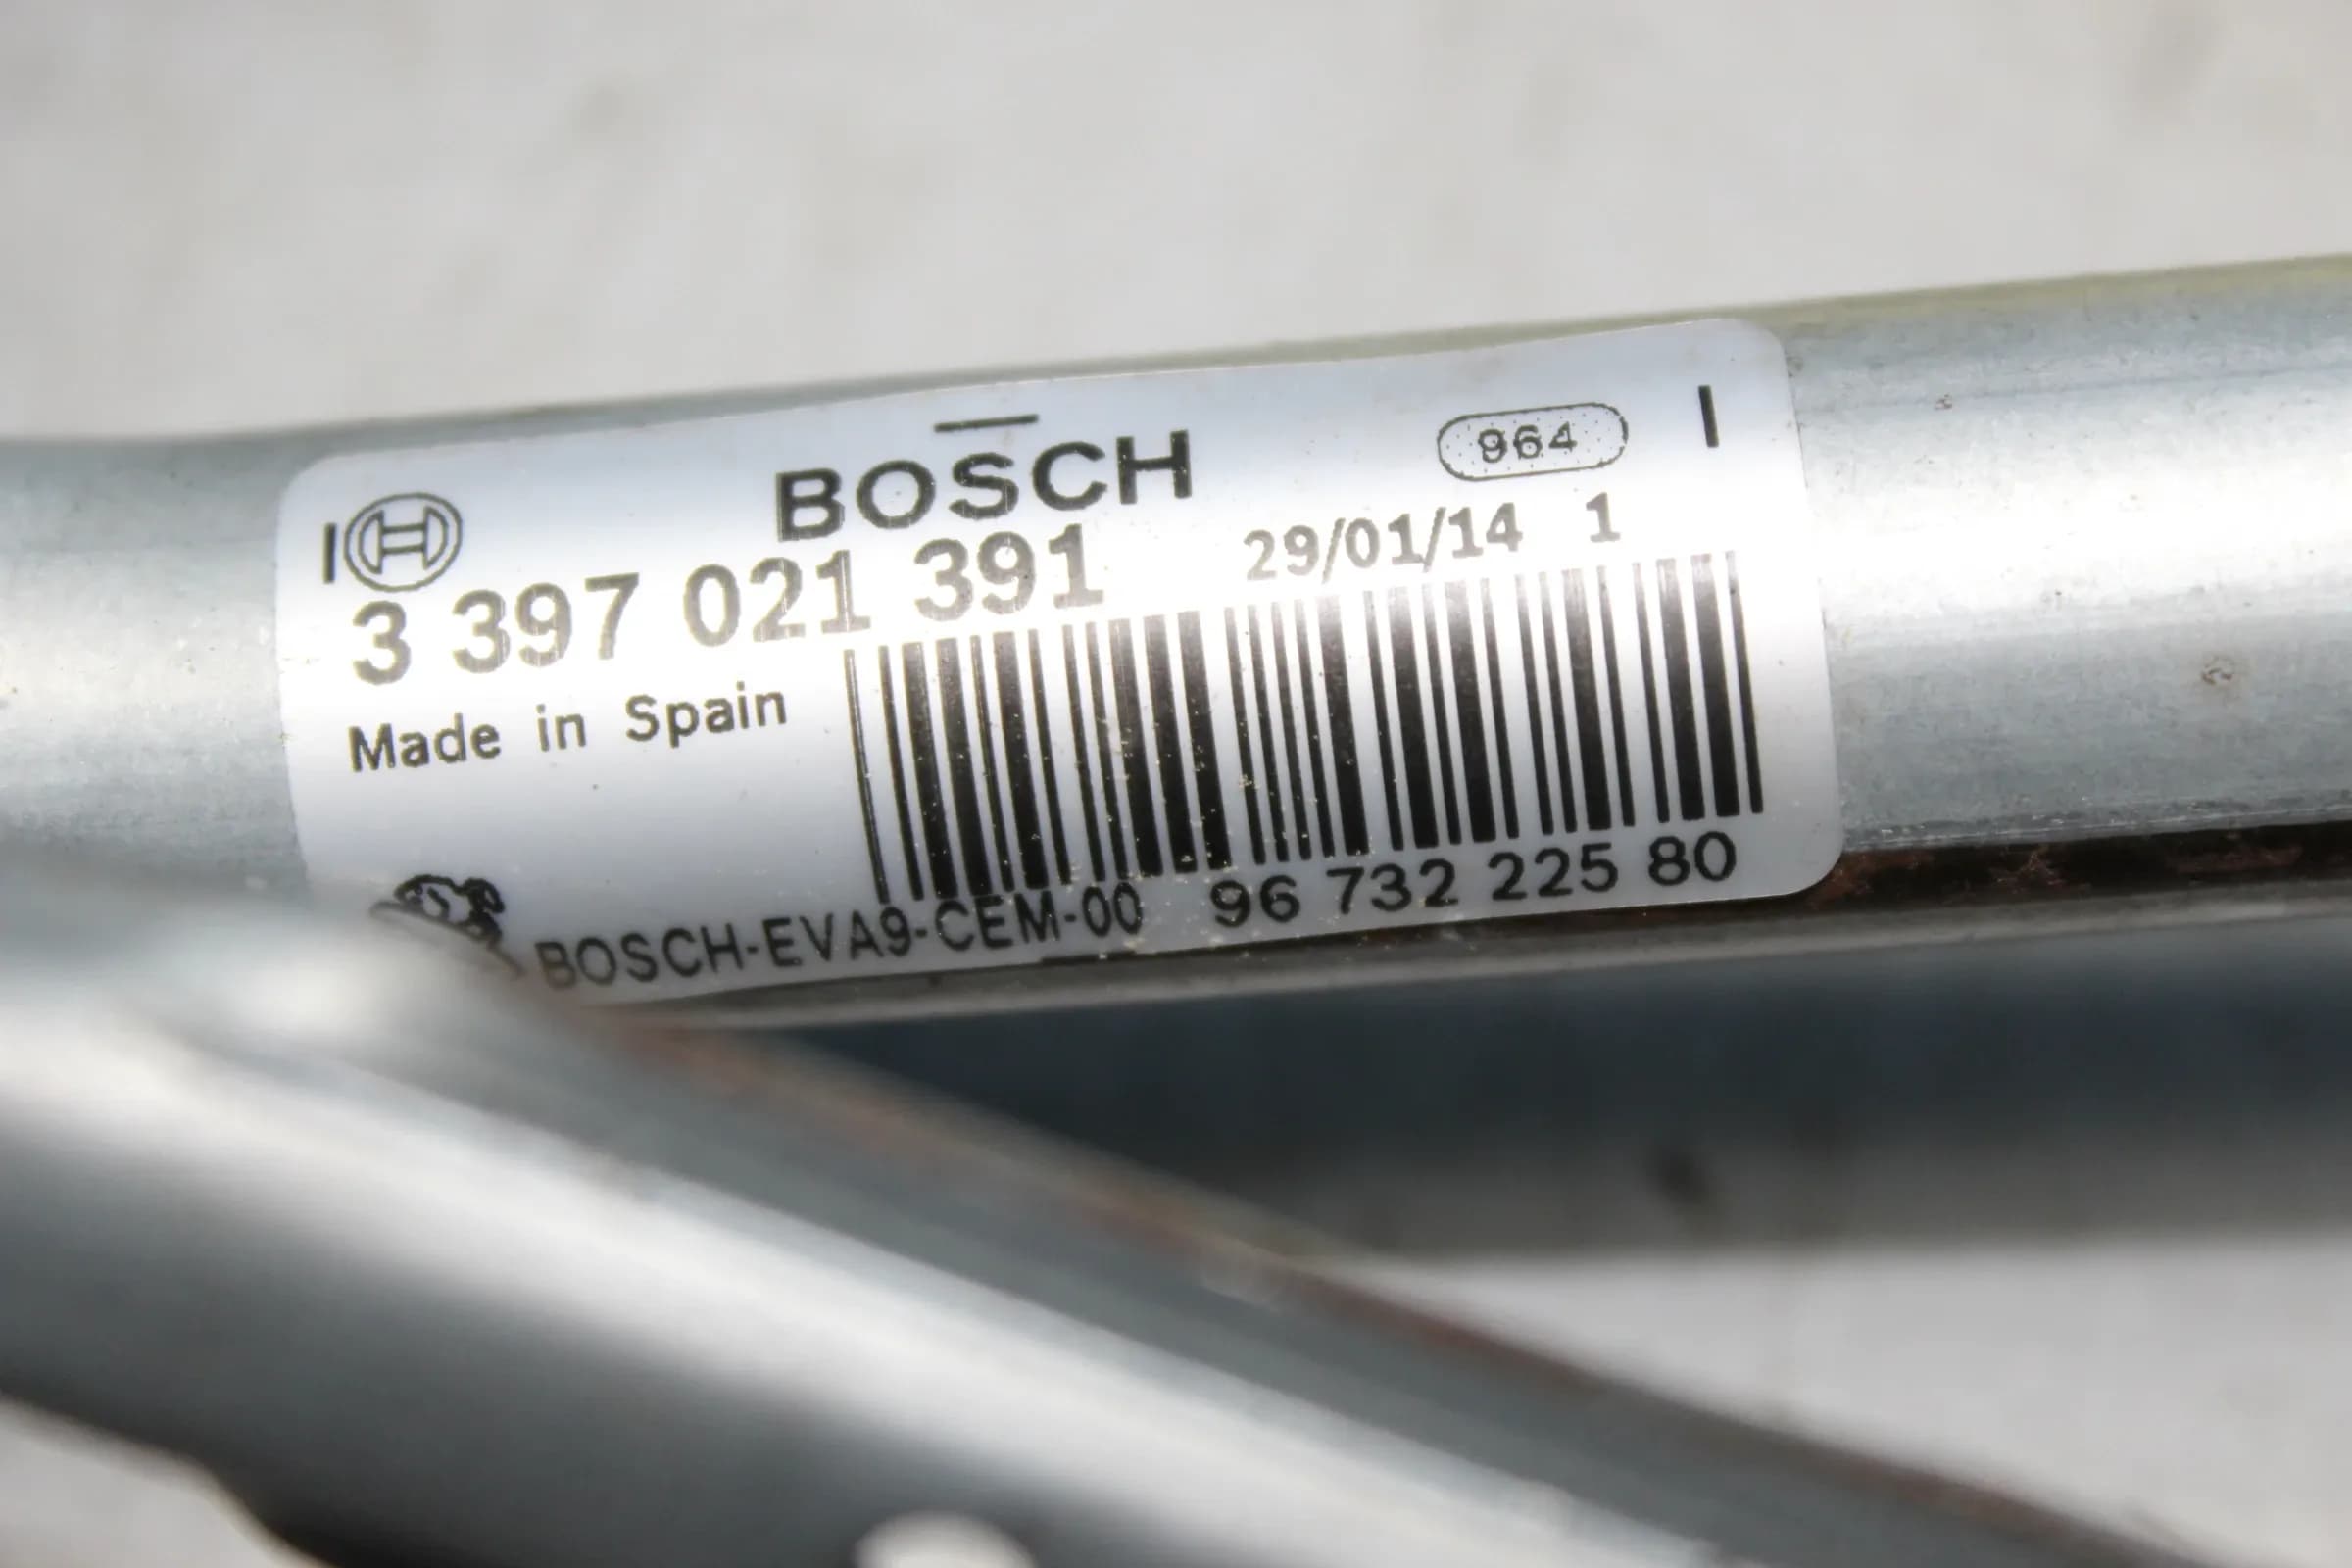 BOSCH 964
3 397 021 391 29/01/14 1
Made in Spain
BOSCH-EVA9-CEM-00 96 732 225 80